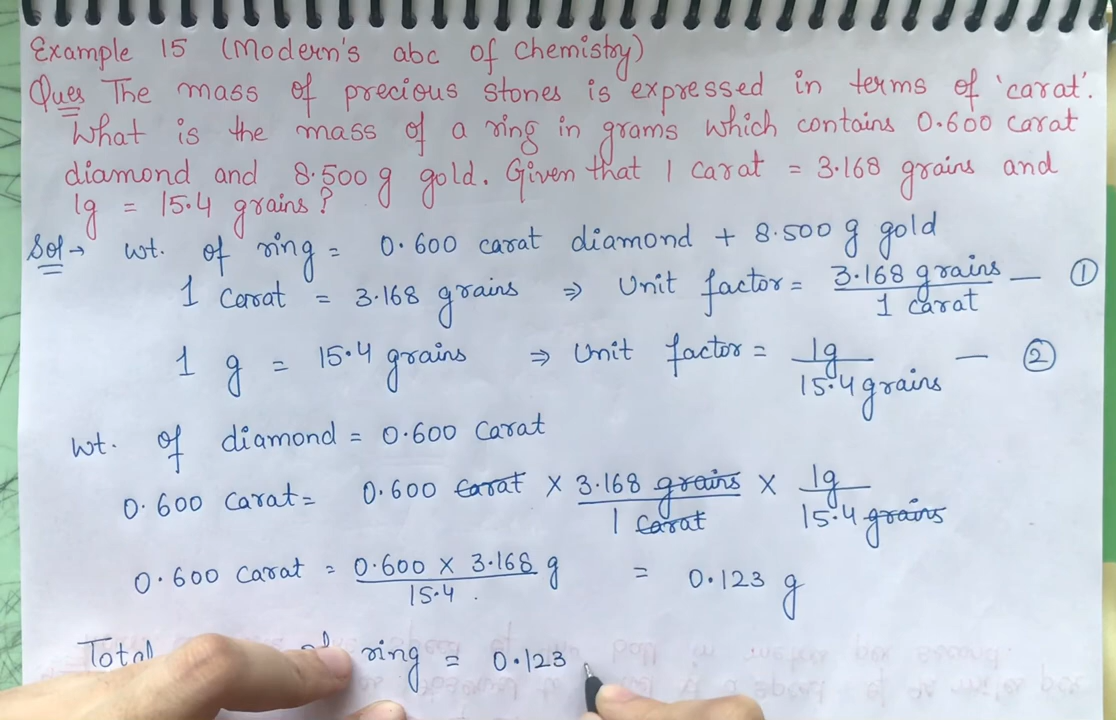 Example 15 (Modern's abc of Chemistry)
Ques The mass of precious stones is expressed in terms of 'carat'.
What is the mass of a ring in grams which contains 0.600 carat
diamond and 8.500 g gold. Given that 1 carat = 3.168 grains and
1g = 15.4 grains?
Sol→ wt. of ring = 0.600 carat diamond + 8.500 g gold
1 carat = 3.168 grains ⇒ Unit factor = 3.168 grains / 1 carat — ①
1 g = 15.4 grains ⇒ Unit factor = 1g / 15.4 grains — ②
Wt. of diamond = 0.600 carat
0.600 carat = 0.600 carat × 3.168 grains / 1 carat × 1g / 15.4 grains
0.600 carat = 0.600 × 3.168 / 15.4 g = 0.123 g
Total ring = 0.123